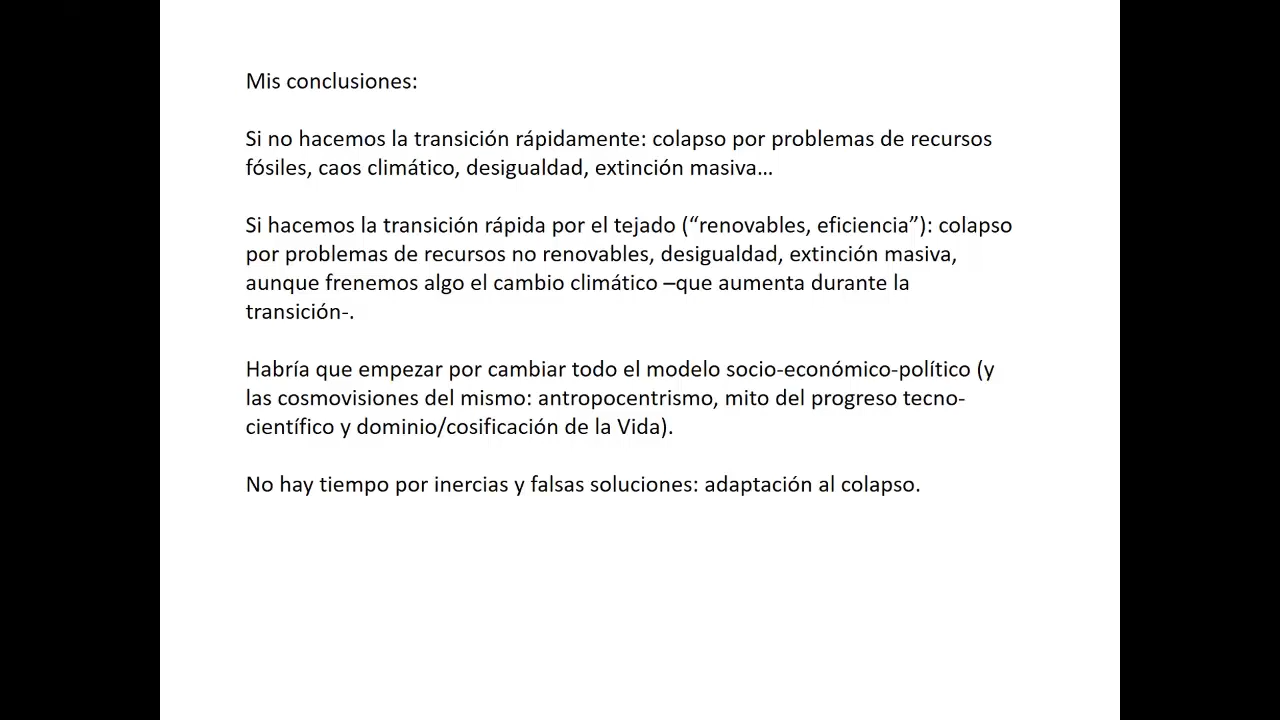 Mis conclusiones:
Si no hacemos la transición rápidamente: colapso por problemas de recursos
fósiles, caos climático, desigualdad, extinción masiva…
Si hacemos la transición rápida por el tejado (“renovables, eficiencia”): colapso
por problemas de recursos no renovables, desigualdad, extinción masiva,
aunque frenemos algo el cambio climático –que aumenta durante la
transición-.
Habría que empezar por cambiar todo el modelo socio-económico-político (y
las cosmovisiones del mismo: antropocentrismo, mito del progreso tecno-
científico y dominio/cosificación de la Vida).
No hay tiempo por inercias y falsas soluciones: adaptación al colapso.